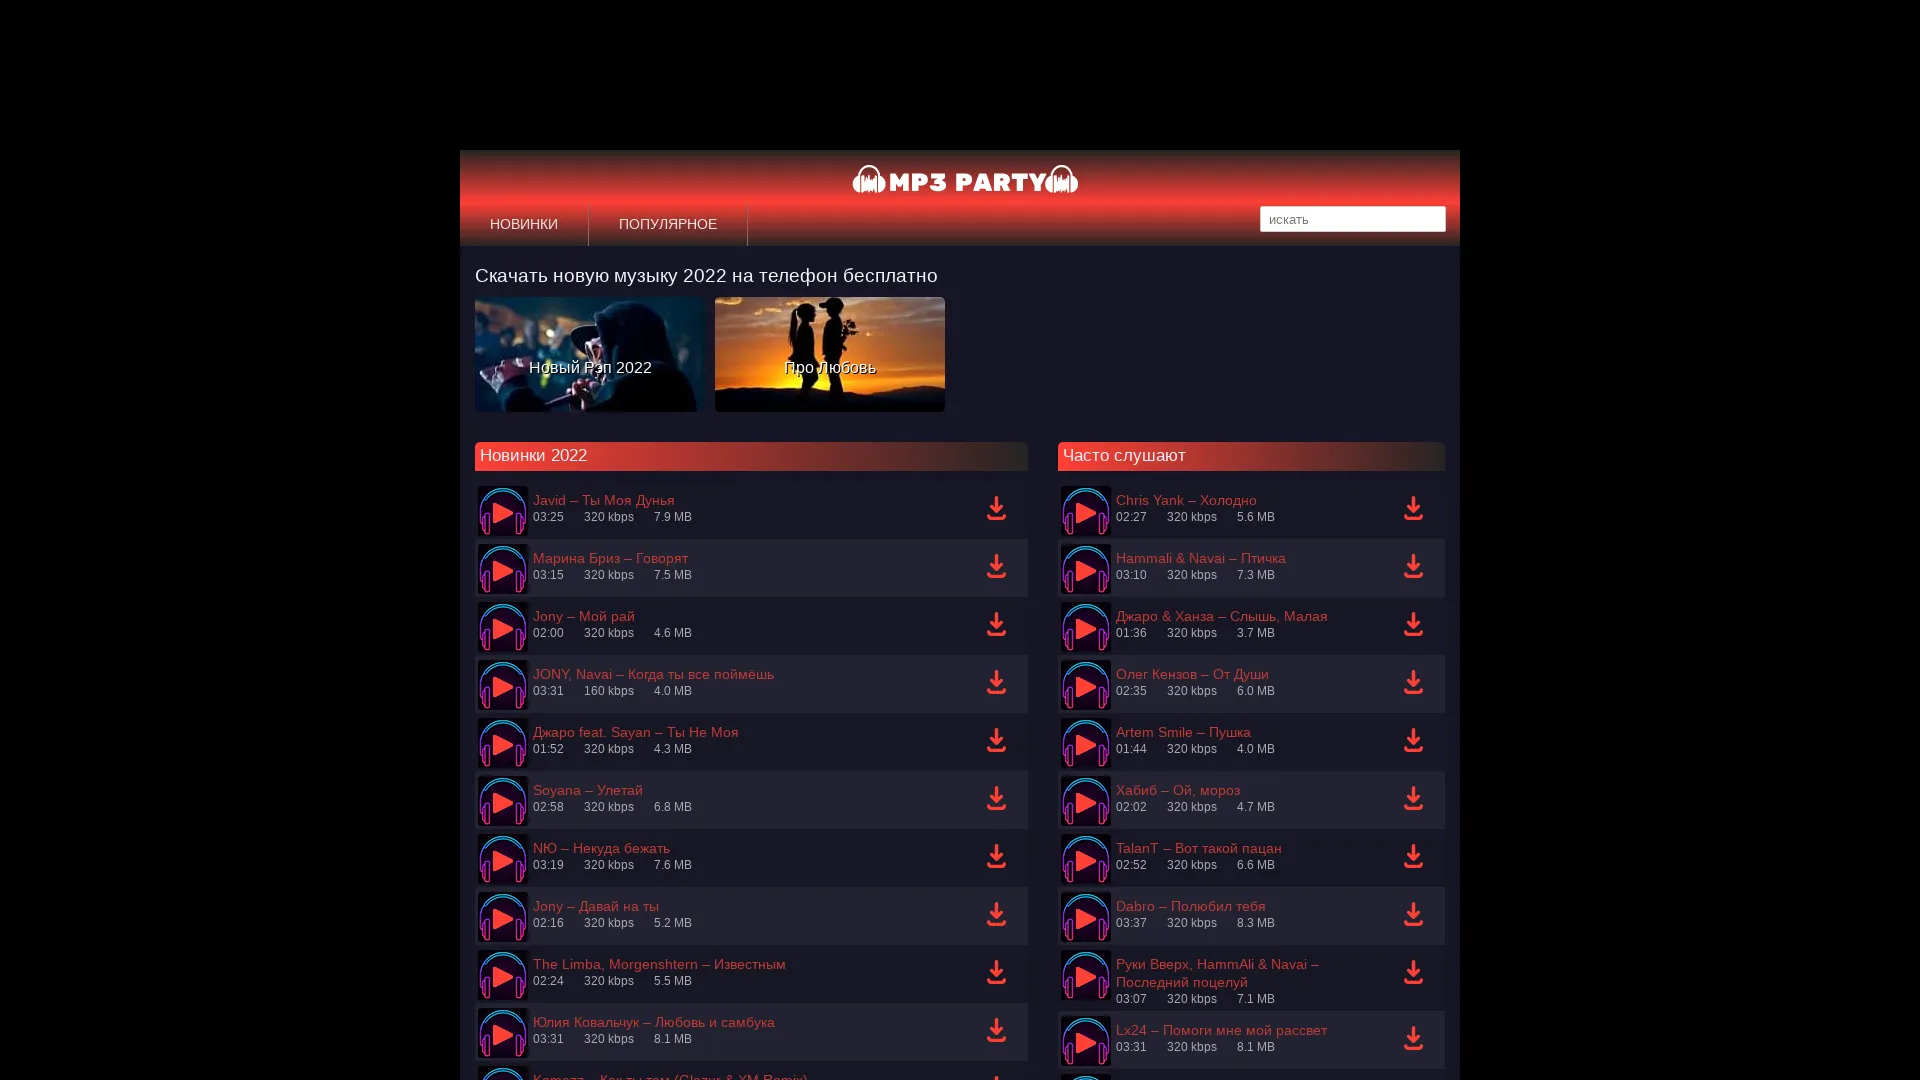 MP3 PARTY
НОВИНКИ
ПОПУЛЯРНОЕ
искать
Скачать новую музыку 2022 на телефон бесплатно
Новый Рэп 2022
Про Любовь
Новинки 2022
Javid – Ты Моя Дунья
03:25 320 kbps 7.9 MB
Марина Бриз – Говорят
03:15 320 kbps 7.5 MB
Jony – Мой рай
02:00 320 kbps 4.6 MB
JONY, Navai – Когда ты все поймёшь
03:31 160 kbps 4.0 MB
Джаро feat. Sayan – Ты Не Моя
01:52 320 kbps 4.3 MB
Soyana – Улетай
02:58 320 kbps 6.8 MB
NЮ – Некуда бежать
03:19 320 kbps 7.6 MB
Jony – Давай на ты
02:16 320 kbps 5.2 MB
The Limba, Morgenshtern – Известным
02:24 320 kbps 5.5 MB
Юлия Ковальчук – Любовь и самбука
03:31 320 kbps 8.1 MB
Kamazz – Как ты там (Glazur & XM Remix)
Часто слушают
Chris Yank – Холодно
02:27 320 kbps 5.6 MB
Hammali & Navai – Птичка
03:10 320 kbps 7.3 MB
Джаро & Ханза – Слышь, Малая
01:36 320 kbps 3.7 MB
Олег Кензов – От Души
02:35 320 kbps 6.0 MB
Artem Smile – Пушка
01:44 320 kbps 4.0 MB
Хабиб – Ой, мороз
02:02 320 kbps 4.7 MB
TalanT – Вот такой пацан
02:52 320 kbps 6.6 MB
Dabro – Полюбил тебя
03:37 320 kbps 8.3 MB
Руки Вверх, HammAli & Navai –
Последний поцелуй
03:07 320 kbps 7.1 MB
Lx24 – Помоги мне мой рассвет
03:31 320 kbps 8.1 MB